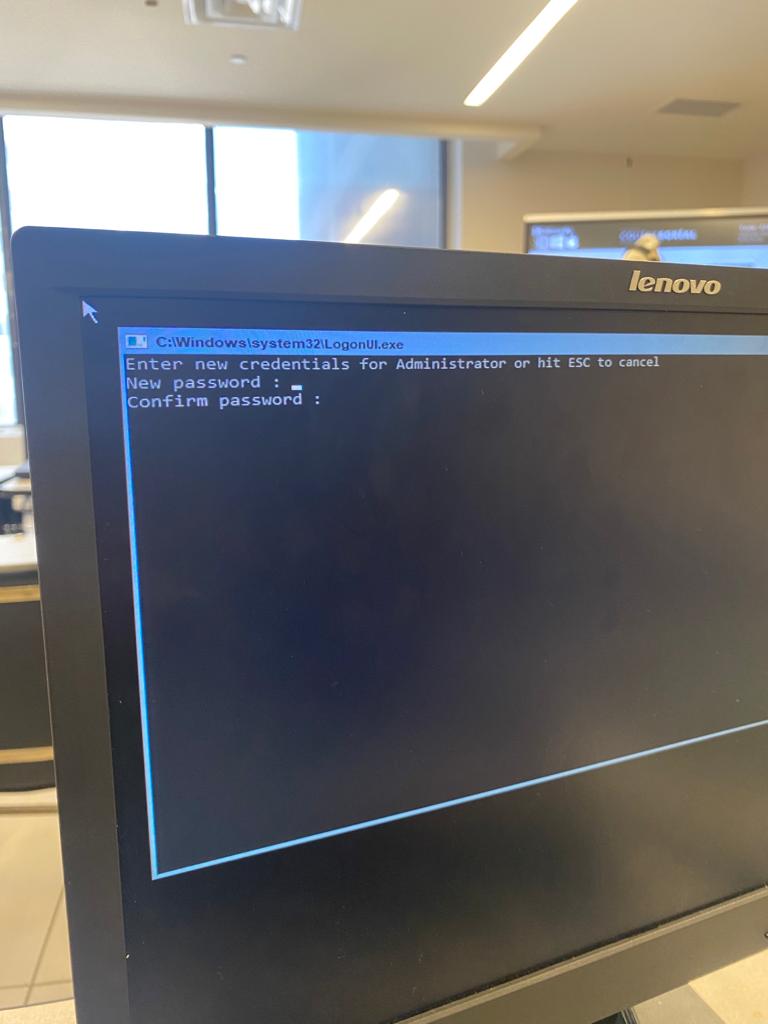 lenovo
C:\Windows\system32\LogonUI.exe
Enter new credentials for Administrator or hit ESC to cancel
New password :
Confirm password :